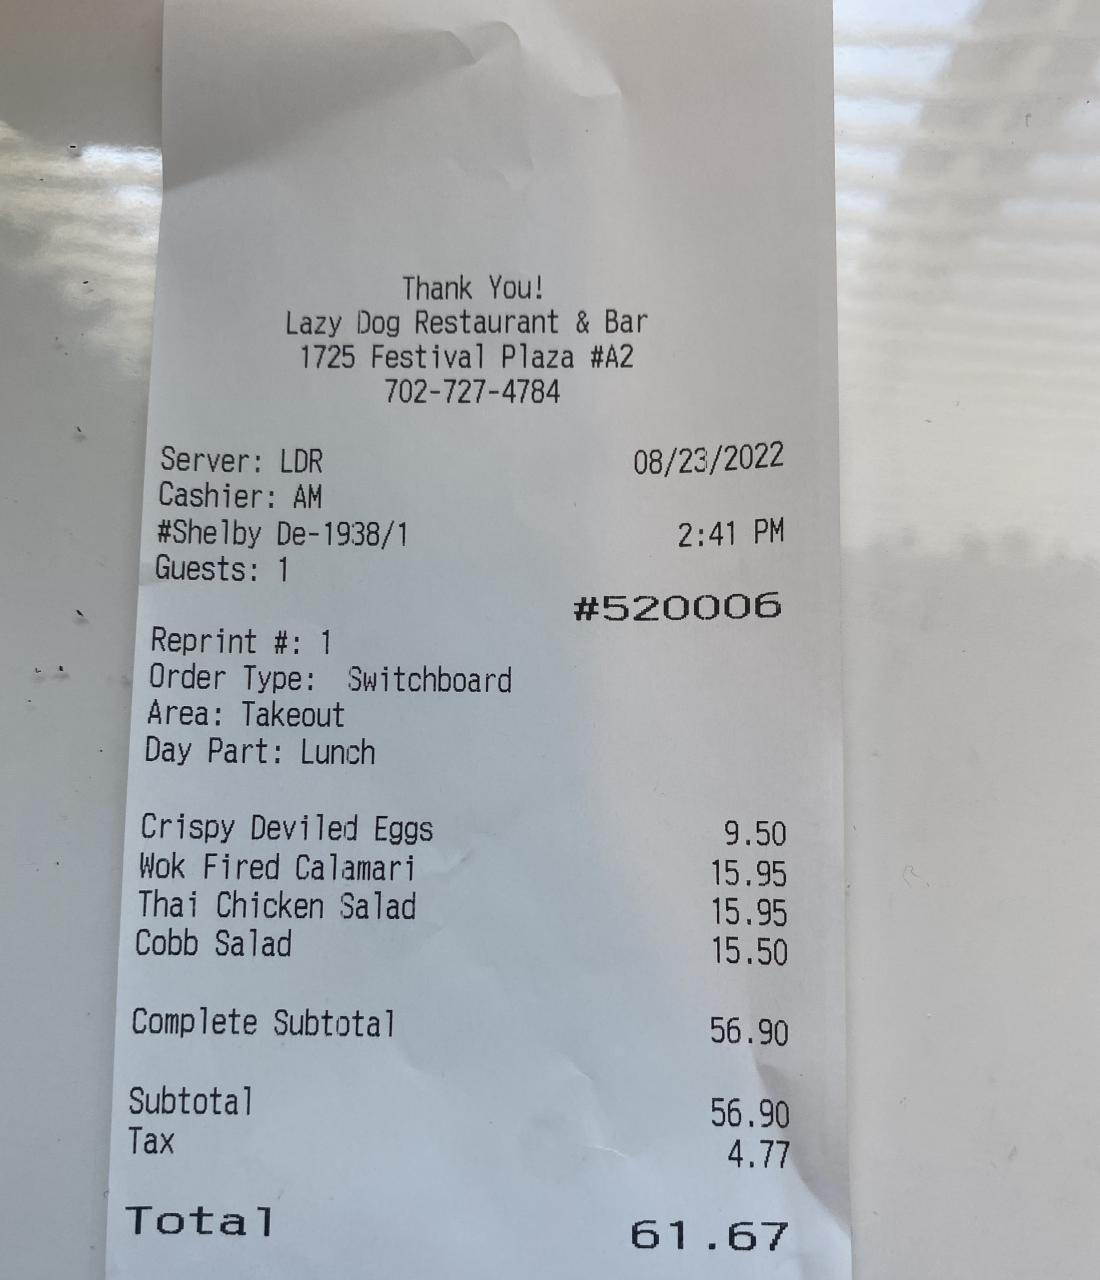 Thank You!
Lazy Dog Restaurant & Bar
1725 Festival Plaza #A2
702-727-4784
Server: LDR 08/23/2022
Cashier: AM
#Shelby De-1938/1 2:41 PM
Guests: 1
#520006
Reprint #: 1
Order Type: Switchboard
Area: Takeout
Day Part: Lunch
Crispy Deviled Eggs 9.50
Wok Fired Calamari 15.95
Thai Chicken Salad 15.95
Cobb Salad 15.50
Complete Subtotal 56.90
Subtotal 56.90
Tax 4.77
Total 61.67